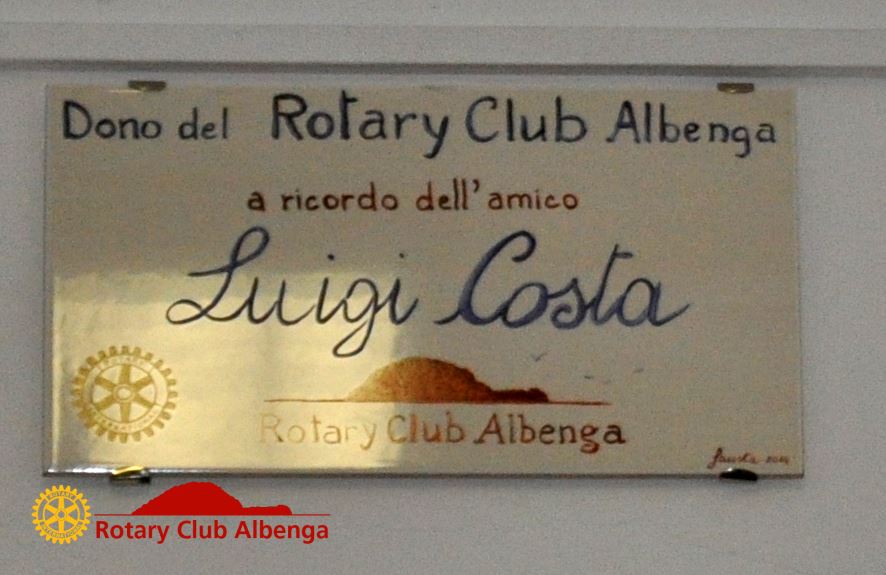 Dono del Rotary Club Albenga
a ricordo dell'amico
Luigi Costa
Rotary Club Albenga
Rotary Club Albenga